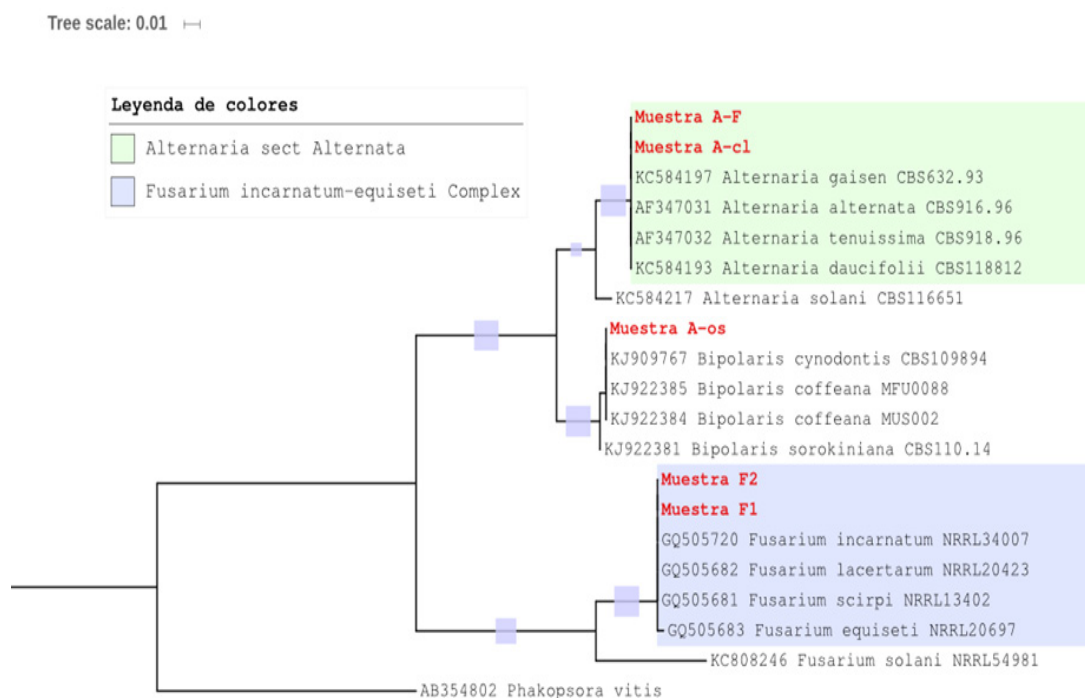 Tree scale: 0.01
Leyenda de colores
Alternaria sect Alternata
Fusarium incarnatum-equiseti Complex
Muestra A-F
Muestra A-cl
KC584197 Alternaria gaisen CBS632.93
AF347031 Alternaria alternata CBS916.96
AF347032 Alternaria tenuissima CBS918.96
KC584193 Alternaria daucifolii CBS118812
KC584217 Alternaria solani CBS116651
Muestra A-os
KJ909767 Bipolaris cynodontis CBS109894
KJ922385 Bipolaris coffeana MFU0088
KJ922384 Bipolaris coffeana MUS002
KJ922381 Bipolaris sorokiniana CBS110.14
Muestra F2
Muestra F1
GQ505720 Fusarium incarnatum NRRL34007
GQ505682 Fusarium lacertarum NRRL20423
GQ505681 Fusarium scirpi NRRL13402
GQ505683 Fusarium equiseti NRRL20697
KC808246 Fusarium solani NRRL54981
AB354802 Phakopsora vitis